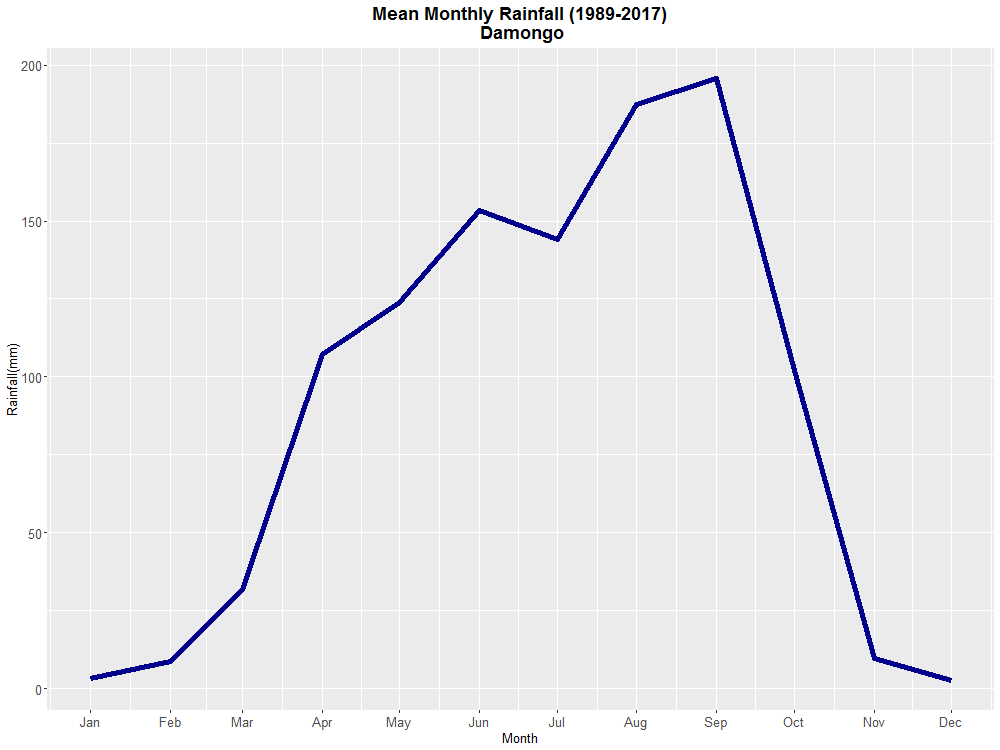 Mean Monthly Rainfall (1989-2017)
Damongo
200
150
100
50
0
Rainfall(mm)
Jan Feb Mar Apr May Jun Jul Aug Sep Oct Nov Dec
Month